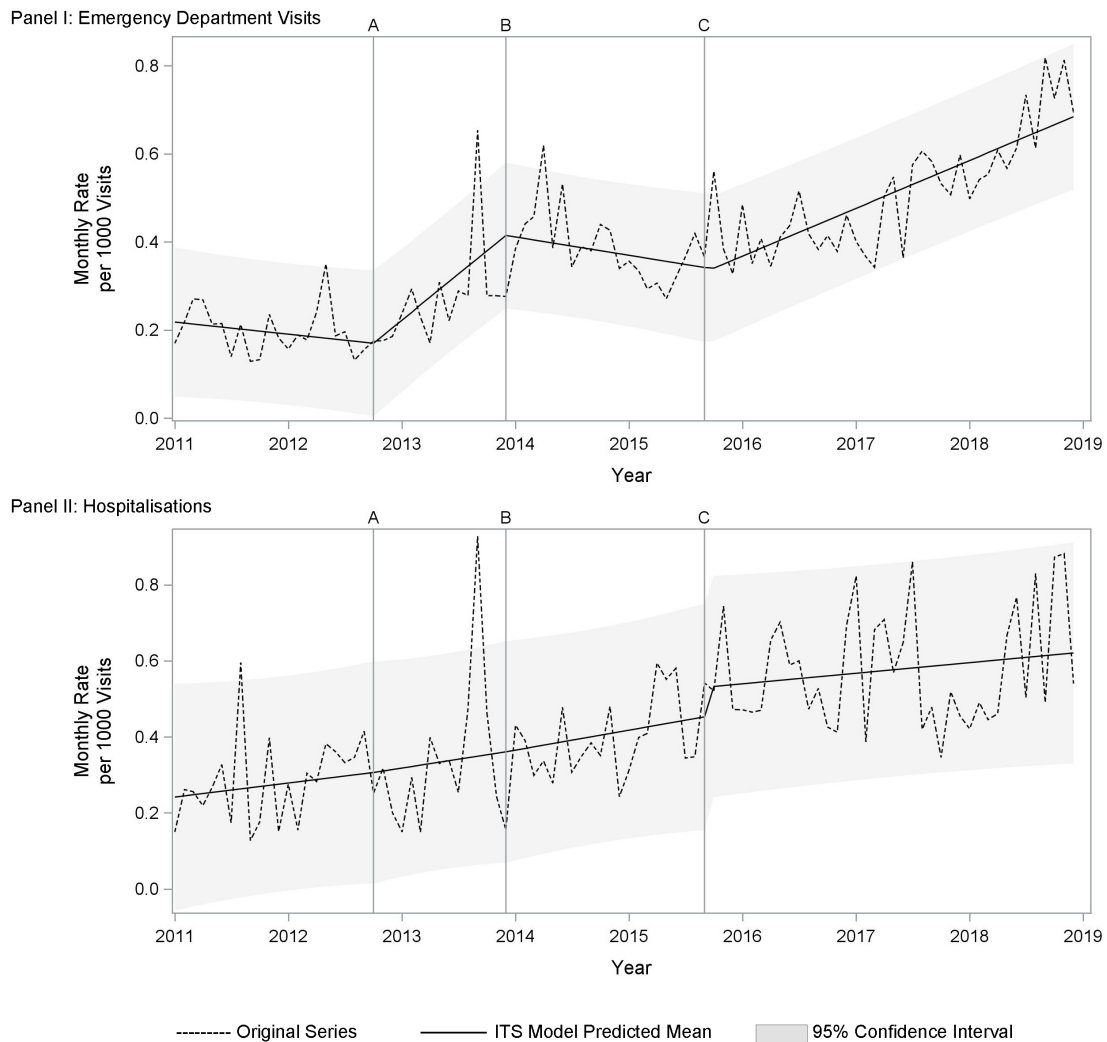 Panel I: Emergency Department Visits
A B C
Monthly Rate
per 1000 Visits
0.8
0.6
0.4
0.2
0.0
2011 2012 2013 2014 2015 2016 2017 2018 2019
Year
Panel II: Hospitalisations
A B C
Monthly Rate
per 1000 Visits
0.8
0.6
0.4
0.2
0.0
2011 2012 2013 2014 2015 2016 2017 2018 2019
Year
Original Series ITS Model Predicted Mean 95% Confidence Interval